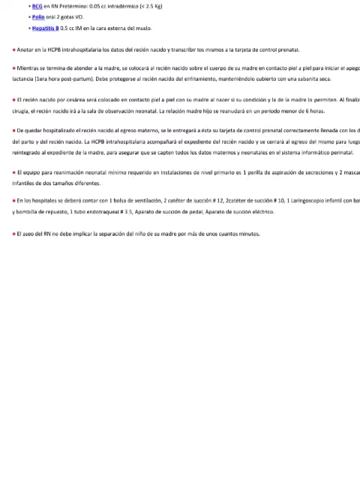 • BCG en RN Pretérmino: 0.05 cc intradérmico (< 2.5 Kg)
• Polio oral 2 gotas VO.
• Hepatitis B 0,5 cc IM en la cara externa del muslo.
• Anotar en la HCPB intrahospitalaria los datos del recién nacido y transcribir los mismos a la tarjeta de control prenatal.
• Mientras se termina de atender a la madre, se colocará al recién nacido sobre el cuerpo de su madre en contacto piel a piel para iniciar el apego
lactancia (1era hora post-partum). Debe protegerse al recién nacido del enfriamiento, manteniéndole cubierto con una sabanita seca.
• El recién nacido por cesárea será colocado en contacto piel a piel con su madre al nacer si su condición y la de la madre lo permiten. Al finaliz
cirugía, el recién nacido irá a la sala de observación neonatal. La relación madre hijo se reanudará en un período menor de 6 horas.
• De quedar hospitalizado el recién nacido al egreso materno, se le entregará a ésta su tarjeta de control prenatal correctamente llenada con los d
del parto y del recién nacido. La HCPB intrahospitalaria acompañará el expediente del recién nacido y se cerrará al egreso del mismo para luego
reintegrarlo al expediente de la madre, para asegurar que se capten todos los datos maternos y neonatales en el sistema informático perinatal.
• El equipo para reanimación neonatal mínimo requerido en instalaciones de nivel primario es 1 perilla de aspiración de secreciones y 2 mascar
infantiles de dos tamaños diferentes.
• En los hospitales se deberá contar con 1 bolsa de ventilación, 2 catéter de succión # 12, 2catéter de succión # 10, 1 Laringoscopio infantil con bat
y bombilla de repuesto, 1 tubo endotraqueal # 3.5, Aparato de succión de pedal, Aparato de succión eléctrico.
• El aseo del RN no debe implicar la separación del niño de su madre por más de unos cuantos minutos.